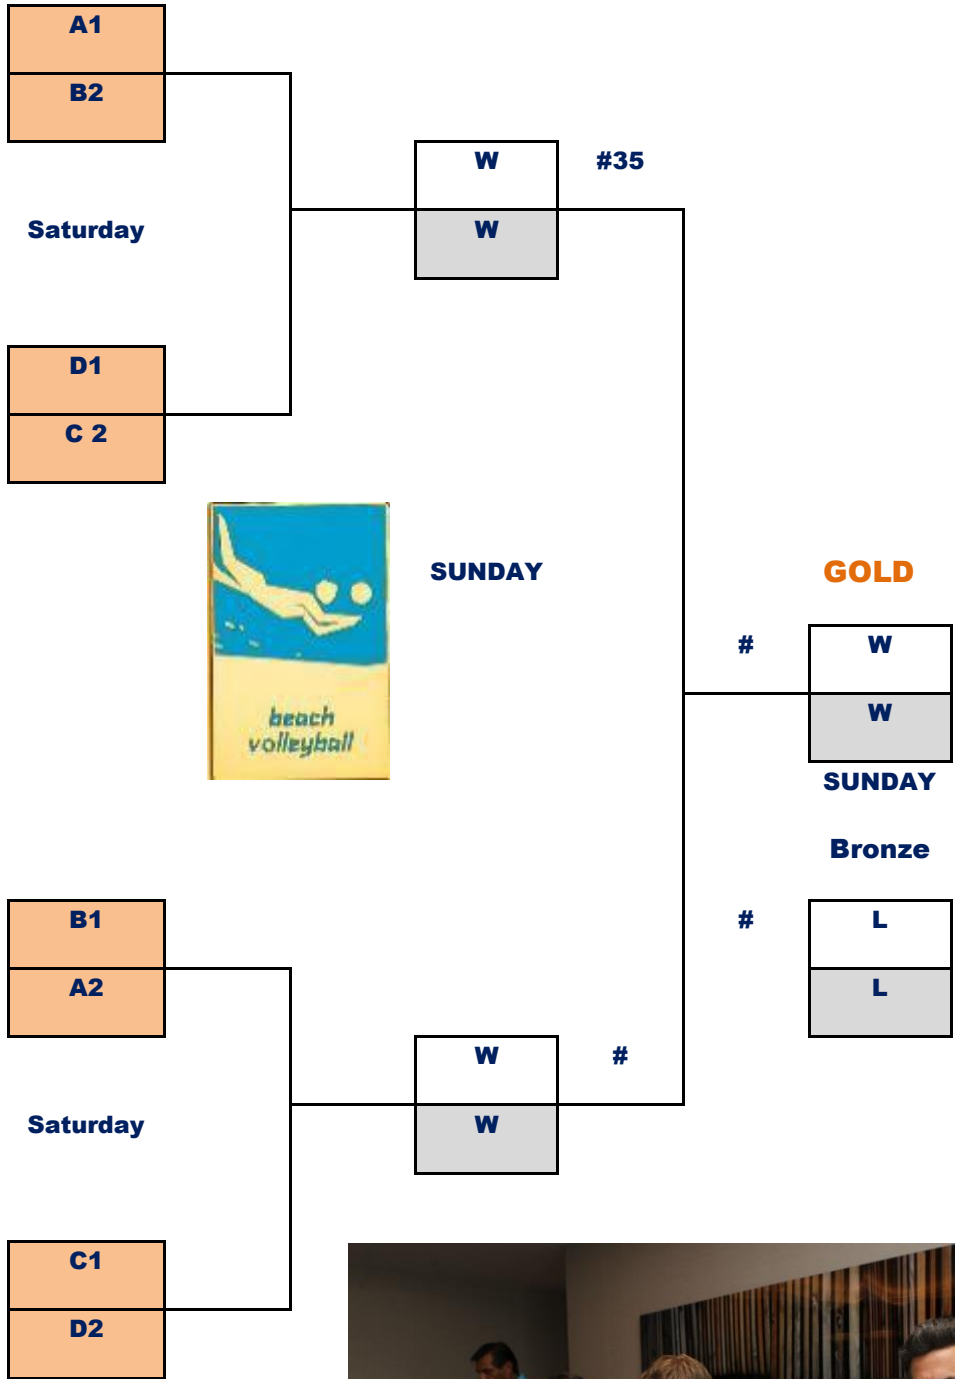 A1
B2
W #35
Saturday W
D1
C 2
SUNDAY GOLD
# W
beach W
volleyball
SUNDAY
Bronze
B1 # L
A2 L
W #
Saturday W
C1
D2